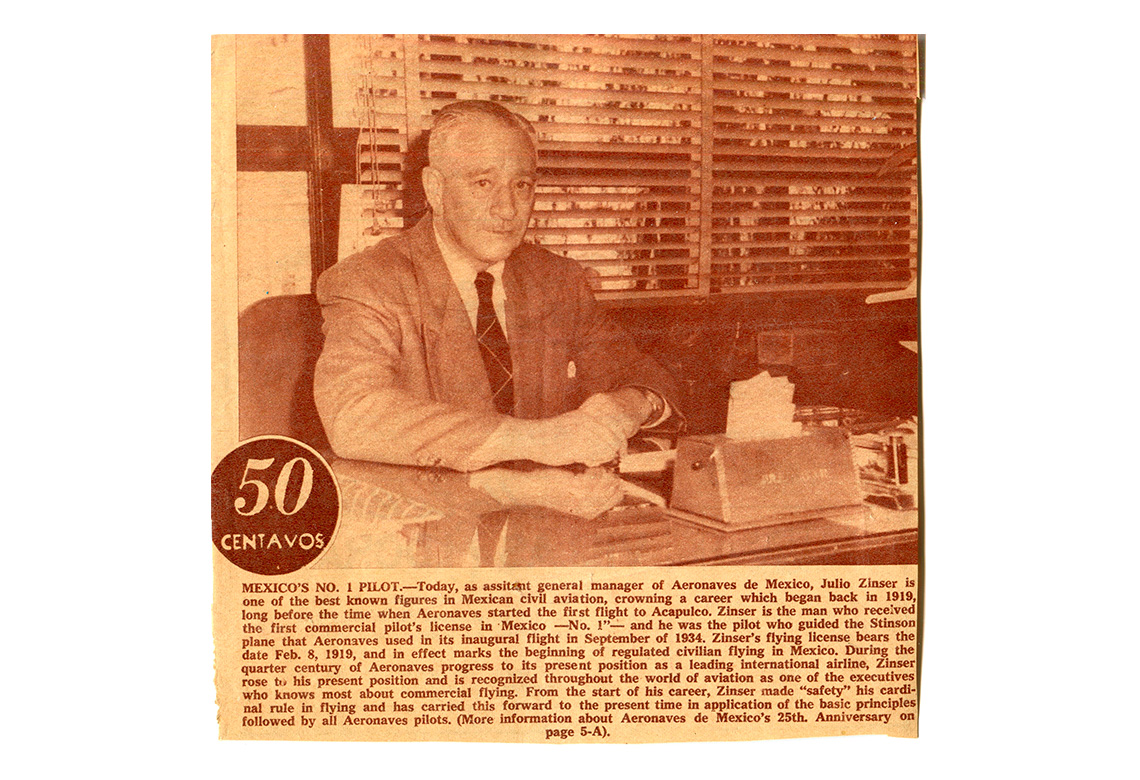 50
CENTAVOS
MEXICO'S NO. 1 PILOT.—Today, as assitant general manager of Aeronaves de Mexico, Julio Zinser is
one of the best known figures in Mexican civil aviation, crowning a career which began back in 1919,
long before the time when Aeronaves started the first flight to Acapulco. Zinser is the man who received
the first commercial pilot's license in Mexico —No. 1"— and he was the pilot who guided the Stinson
plane that Aeronaves used in its inaugural flight in September of 1934. Zinser's flying license bears the
date Feb. 8, 1919, and in effect marks the beginning of regulated civilian flying in Mexico. During the
quarter century of Aeronaves progress to its present position as a leading international airline, Zinser
rose to his present position and is recognized throughout the world of aviation as one of the executives
who knows most about commercial flying. From the start of his career, Zinser made "safety" his cardi-
nal rule in flying and has carried this forward to the present time in application of the basic principles
followed by all Aeronaves pilots. (More information about Aeronaves de Mexico's 25th. Anniversary on
page 5-A).